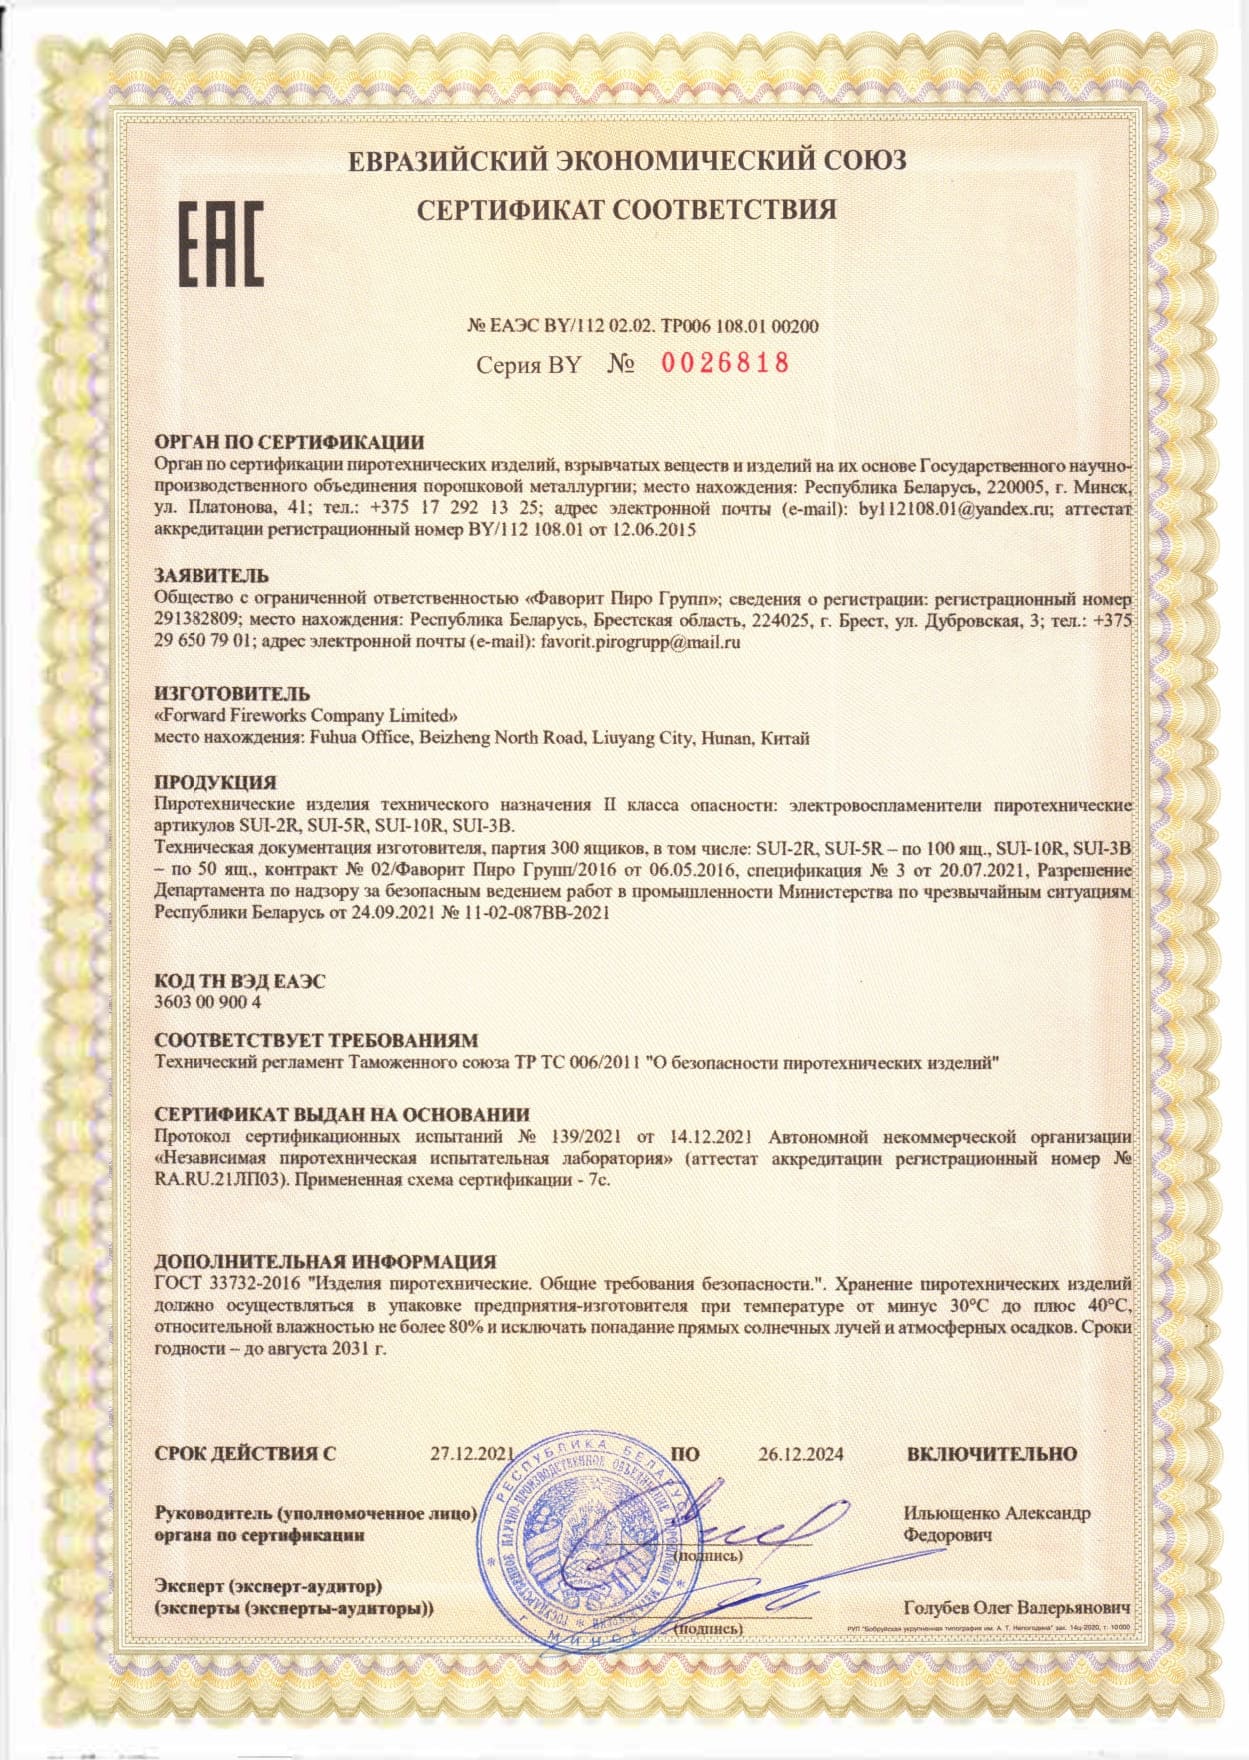 ЕВРАЗИЙСКИЙ ЭКОНОМИЧЕСКИЙ СОЮЗ
EAC
СЕРТИФИКАТ СООТВЕТСТВИЯ
№ ЕАЭС BY/112 02.02. ТР006 108.01 00200
Серия BY № 0026818
ОРГАН ПО СЕРТИФИКАЦИИ
Орган по сертификации пиротехнических изделий, взрывчатых веществ и изделий на их основе Государственного научно-
производственного объединения порошковой металлургии; место нахождения: Республика Беларусь, 220005, г. Минск,
ул. Платонова, 41; тел.: +375 17 292 13 25; адрес электронной почты (e-mail): by112108.01@yandex.ru; аттестат
аккредитации регистрационный номер BY/112 108.01 от 12.06.2015
ЗАЯВИТЕЛЬ
Общество с ограниченной ответственностью «Фаворит Пиро Групп»; сведения о регистрации: регистрационный номер
291382809; место нахождения: Республика Беларусь, Брестская область, 224025, г. Брест, ул. Дубровская, 3; тел.: +375
29 650 79 01; адрес электронной почты (e-mail): favorit.pirogrupp@mail.ru
ИЗГОТОВИТЕЛЬ
«Forward Fireworks Company Limited»
место нахождения: Fuhua Office, Beizheng North Road, Liuyang City, Hunan, Китай
ПРОДУКЦИЯ
Пиротехнические изделия технического назначения II класса опасности: электровоспламенители пиротехнические
артикулов SUI-2R, SUI-5R, SUI-10R, SUI-3B.
Техническая документация изготовителя, партия 300 ящиков, в том числе: SUI-2R, SUI-5R – по 100 ящ., SUI-10R, SUI-3B
– по 50 ящ., контракт № 02/Фаворит Пиро Групп/2016 от 06.05.2016, спецификация № 3 от 20.07.2021, Разрешение
Департамента по надзору за безопасным ведением работ в промышленности Министерства по чрезвычайным ситуациям
Республики Беларусь от 24.09.2021 № 11-02-087ВВ-2021
КОД ТН ВЭД ЕАЭС
3603 00 900 4
СООТВЕТСТВУЕТ ТРЕБОВАНИЯМ
Технический регламент Таможенного союза ТР ТС 006/2011 "О безопасности пиротехнических изделий"
СЕРТИФИКАТ ВЫДАН НА ОСНОВАНИИ
Протокол сертификационных испытаний № 139/2021 от 14.12.2021 Автономной некоммерческой организации
«Независимая пиротехническая испытательная лаборатория» (аттестат аккредитации регистрационный номер №
RA.RU.21ЛП03). Примененная схема сертификации - 7с.
ДОПОЛНИТЕЛЬНАЯ ИНФОРМАЦИЯ
ГОСТ 33732-2016 "Изделия пиротехнические. Общие требования безопасности.". Хранение пиротехнических изделий
должно осуществляться в упаковке предприятия-изготовителя при температуре от минус 30°С до плюс 40°С,
относительной влажностью не более 80% и исключать попадание прямых солнечных лучей и атмосферных осадков. Сроки
годности – до августа 2031 г.
СРОК ДЕЙСТВИЯ С 27.12.2021 ПО 26.12.2024 ВКЛЮЧИТЕЛЬНО
Руководитель (уполномоченное лицо) Ильющенко Александр
органа по сертификации Федорович
(подпись)
Эксперт (эксперт-аудитор)
(эксперты (эксперты-аудиторы)) Голубев Олег Валерьянович
(подпись)
РУП "Бобруйская укрупненная типография им. А. Т. Непогодина" зак. 14ц-2020, т. 10 000
РЕСПУБЛИКА БЕЛАРУСЬ
ГОСУДАРСТВЕННОЕ НАУЧНО-ПРОИЗВОДСТВЕННОЕ ОБЪЕДИНЕНИЕ ПОРОШКОВОЙ МЕТАЛЛУРГИИ
г. МИНСК